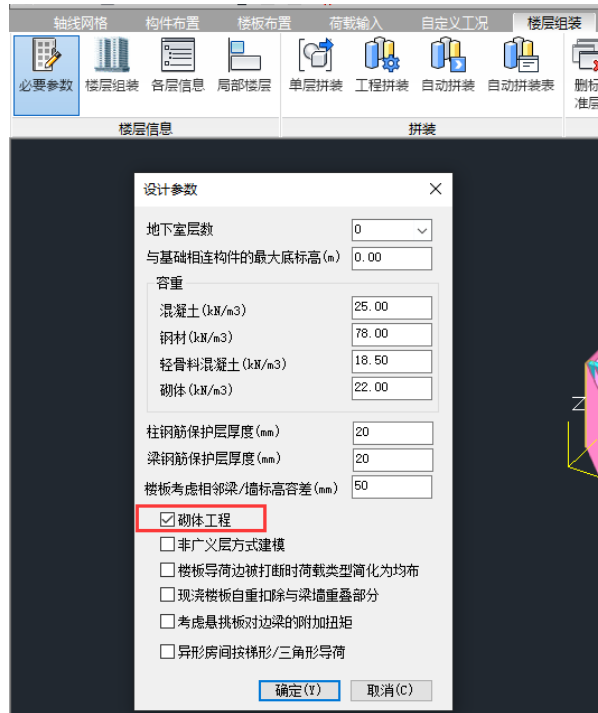 轴线网格 构件布置 楼板布置 荷载输入 自定义工况 楼层组装
必要参数 楼层组装 各层信息 局部楼层 单层拼装 工程拼装 自动拼装 自动拼装表 删标
准层
楼层信息 拼装
设计参数
地下室层数 0
与基础相连构件的最大底标高(m) 0.00
容重
混凝土(kN/m3) 25.00
钢材(kN/m3) 78.00
轻骨料混凝土(kN/m3) 18.50
砌体(kN/m3) 22.00
柱钢筋保护层厚度(mm) 20
梁钢筋保护层厚度(mm) 20
楼板考虑相邻梁/墙标高容差(mm) 50
砌体工程
非广义层方式建模
楼板导荷边被打断时荷载类型简化为均布
现浇楼板自重扣除与梁墙重叠部分
考虑悬挑板对边梁的附加扭矩
异形房间按梯形/三角形导荷
确定(Y) 取消(C)
Z